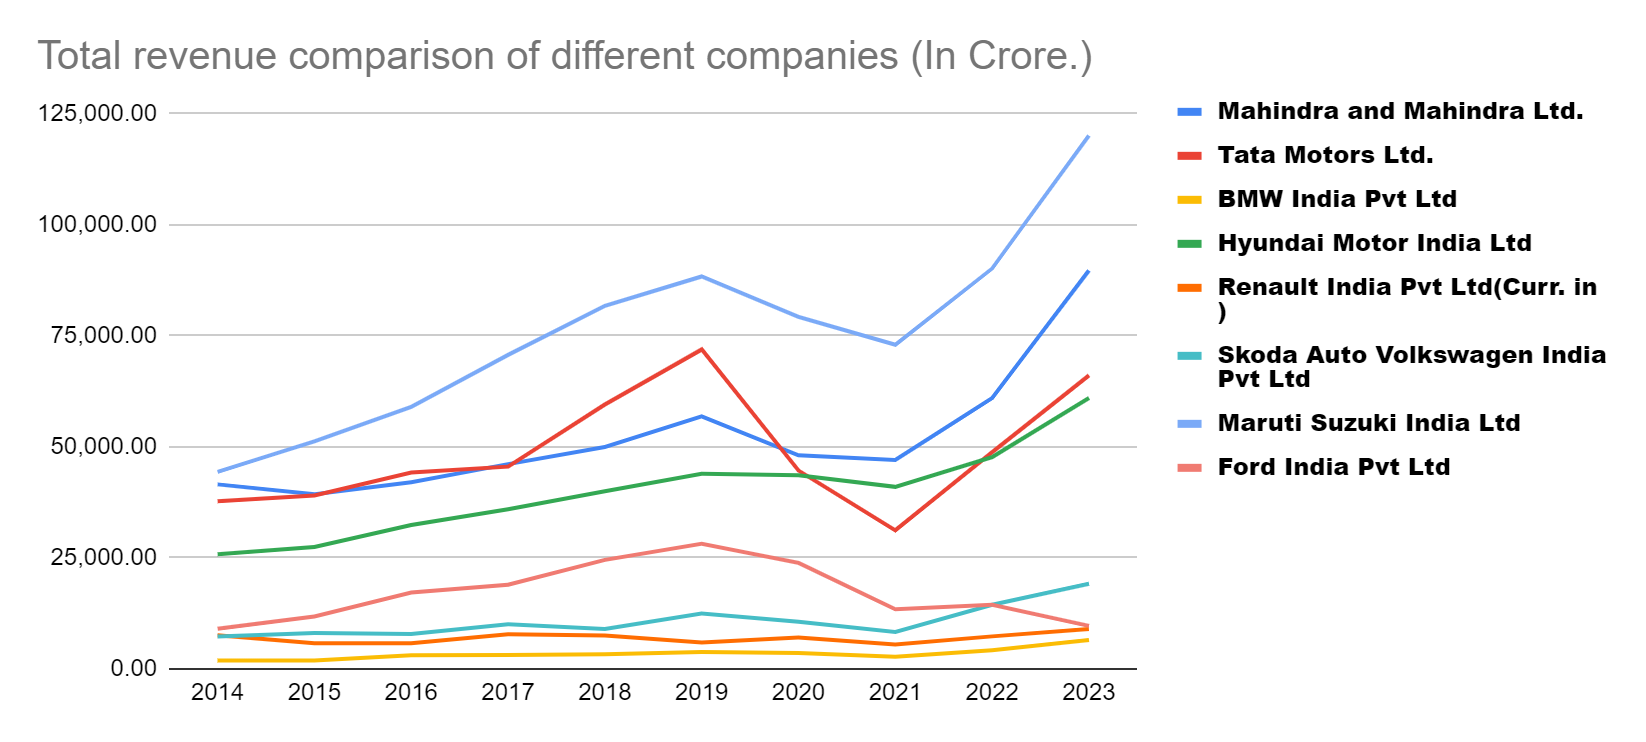 Total revenue comparison of different companies (In Crore.)
125,000.00
100,000.00
75,000.00
50,000.00
25,000.00
0.00
2014 2015 2016 2017 2018 2019 2020 2021 2022 2023
Mahindra and Mahindra Ltd.
Tata Motors Ltd.
BMW India Pvt Ltd
Hyundai Motor India Ltd
Renault India Pvt Ltd(Curr. in
)
Skoda Auto Volkswagen India
Pvt Ltd
Maruti Suzuki India Ltd
Ford India Pvt Ltd